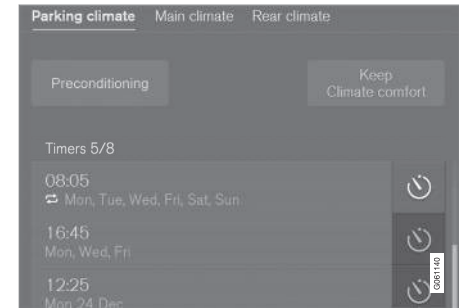 Parking climate Main climate Rear climate
Preconditioning
Keep
Climate comfort
Timers 5/8
08:05
Mon, Tue, Wed, Fri, Sat, Sun
16:45
Mon, Wed, Fri
12:25
Mon 24 Dec
G061140